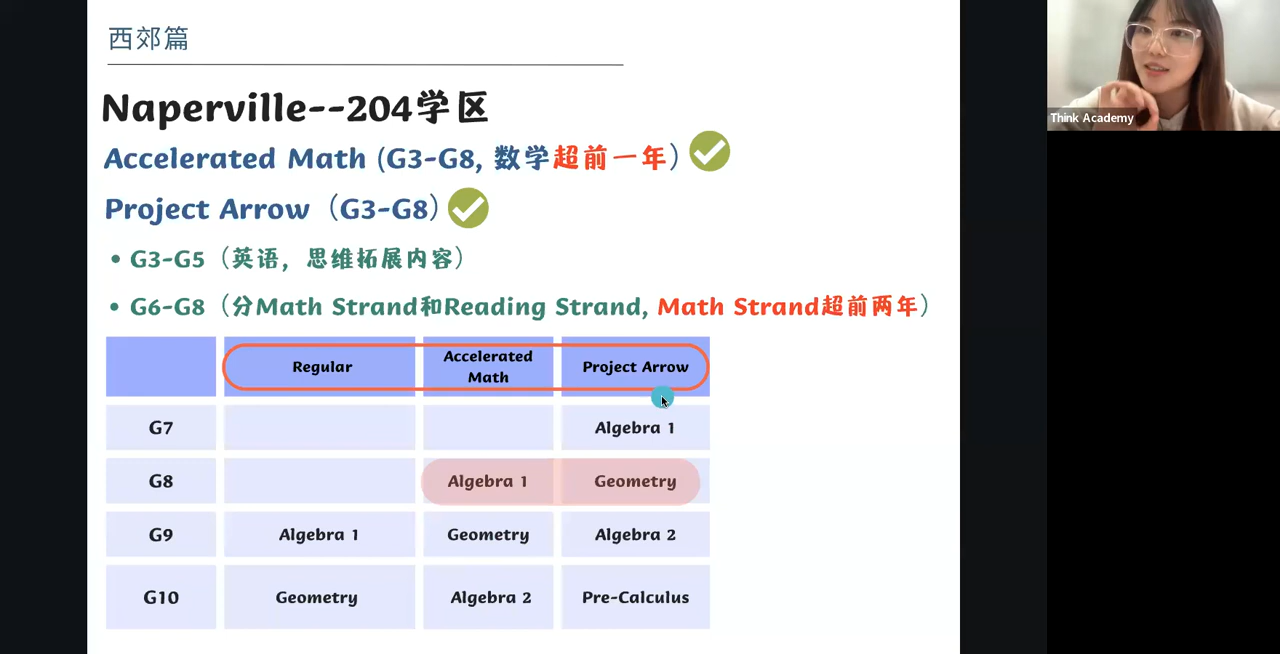 西郊篇
Naperville--204学区
Accelerated Math (G3-G8, 数学超前一年)
Project Arrow（G3-G8）
• G3-G5（英语，思维拓展内容）
• G6-G8（分Math Strand和Reading Strand, Math Strand超前两年）
Regular Accelerated Math Project Arrow
G7 Algebra 1
G8 Algebra 1 Geometry
G9 Algebra 1 Geometry Algebra 2
G10 Geometry Algebra 2 Pre-Calculus
Think Academy